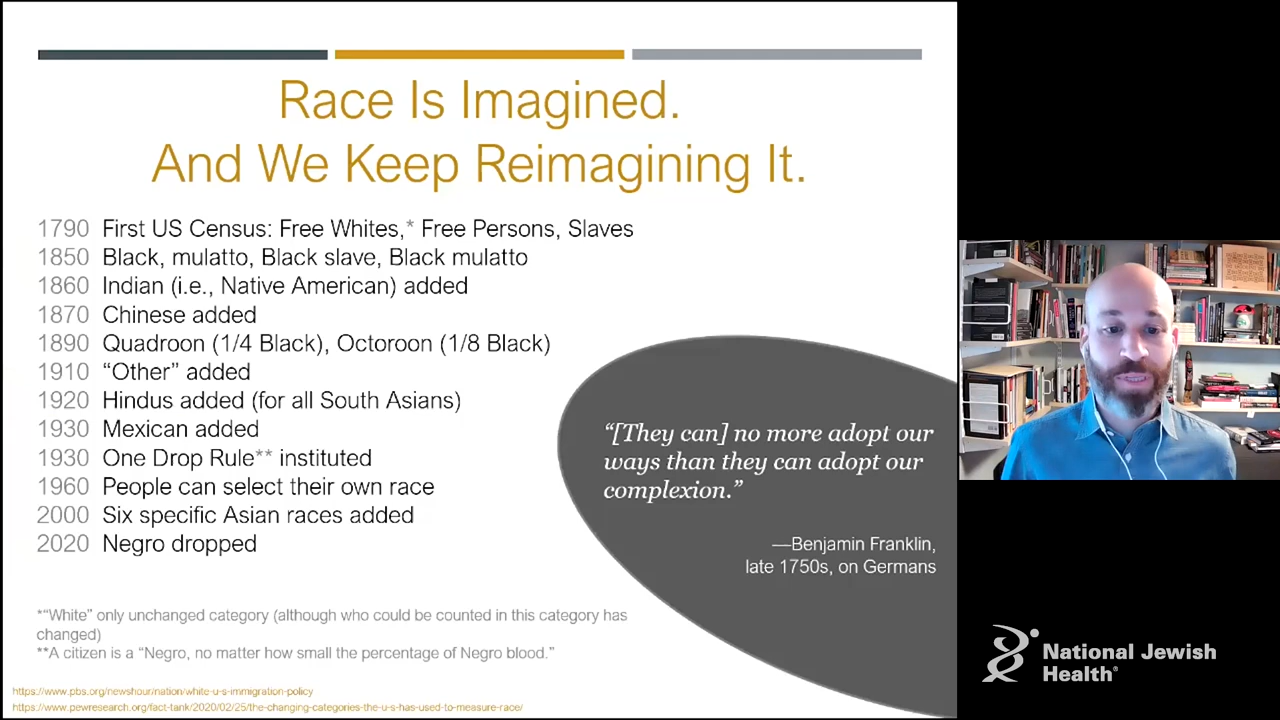 Race Is Imagined.
And We Keep Reimagining It.
1790 First US Census: Free Whites,* Free Persons, Slaves
1850 Black, mulatto, Black slave, Black mulatto
1860 Indian (i.e., Native American) added
1870 Chinese added
1890 Quadroon (1/4 Black), Octoroon (1/8 Black)
1910 “Other” added
1920 Hindus added (for all South Asians)
1930 Mexican added
1930 One Drop Rule** instituted
1960 People can select their own race
2000 Six specific Asian races added
2020 Negro dropped
“[They can] no more adopt our
ways than they can adopt our
complexion.”
—Benjamin Franklin,
late 1750s, on Germans
*“White” only unchanged category (although who could be counted in this category has
changed)
**A citizen is a “Negro, no matter how small the percentage of Negro blood.”
https://www.pbs.org/newshour/nation/white-u-s-immigration-policy
https://www.pewresearch.org/fact-tank/2020/02/25/the-changing-categories-the-u-s-has-used-to-measure-race/
National Jewish
Health®